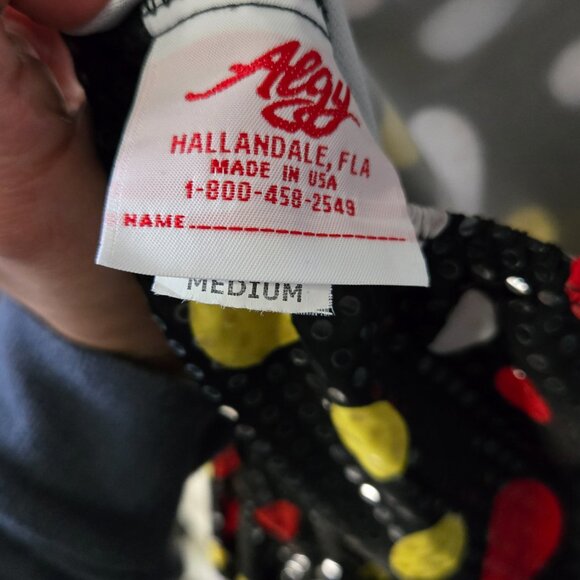 Algy
HALLANDALE, FLA
MADE IN USA
1-800-458-2549
NAME
MEDIUM